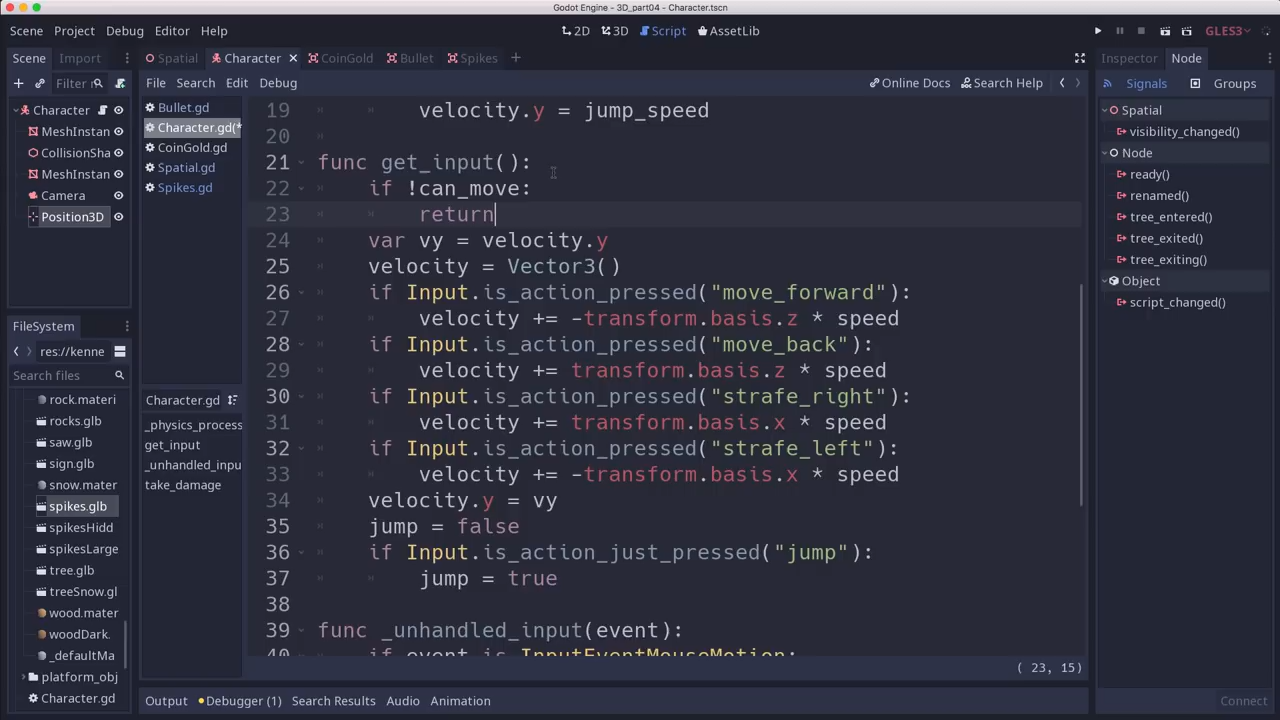 Godot Engine - 3D_part04 - Character.tscn
Scene Project Debug Editor Help
2D 3D Script AssetLib
GLES3
Scene Import
Filter
Character
MeshInstan
CollisionSha
MeshInstan
Camera
Position3D
FileSystem
res://kenne
Search files
rock.materi
rocks.glb
saw.glb
sign.glb
snow.mater
spikes.glb
spikesHidd
spikesLarge
tree.glb
treeSnow.gl
wood.mater
woodDark.
_defaultMa
platform_obj
Character.gd
Spatial Character CoinGold Bullet Spikes
File Search Edit Debug
Online Docs Search Help
Bullet.gd
Character.gd(*
CoinGold.gd
Spatial.gd
Spikes.gd
Character.gd
_physics_process
get_input
_unhandled_inpu
take_damage
19 velocity.y = jump_speed
20
21 func get_input():
22 if !can_move:
23 return
24 var vy = velocity.y
25 velocity = Vector3()
26 if Input.is_action_pressed("move_forward"):
27 velocity += -transform.basis.z * speed
28 if Input.is_action_pressed("move_back"):
29 velocity += transform.basis.z * speed
30 if Input.is_action_pressed("strafe_right"):
31 velocity += transform.basis.x * speed
32 if Input.is_action_pressed("strafe_left"):
33 velocity += -transform.basis.x * speed
34 velocity.y = vy
35 jump = false
36 if Input.is_action_just_pressed("jump"):
37 jump = true
38
39 func _unhandled_input(event):
40 if event is InputEventMouseMotion:
( 23, 15)
Output Debugger (1) Search Results Audio Animation
Inspector Node
Signals Groups
Spatial
visibility_changed()
Node
ready()
renamed()
tree_entered()
tree_exited()
tree_exiting()
Object
script_changed()
Connect